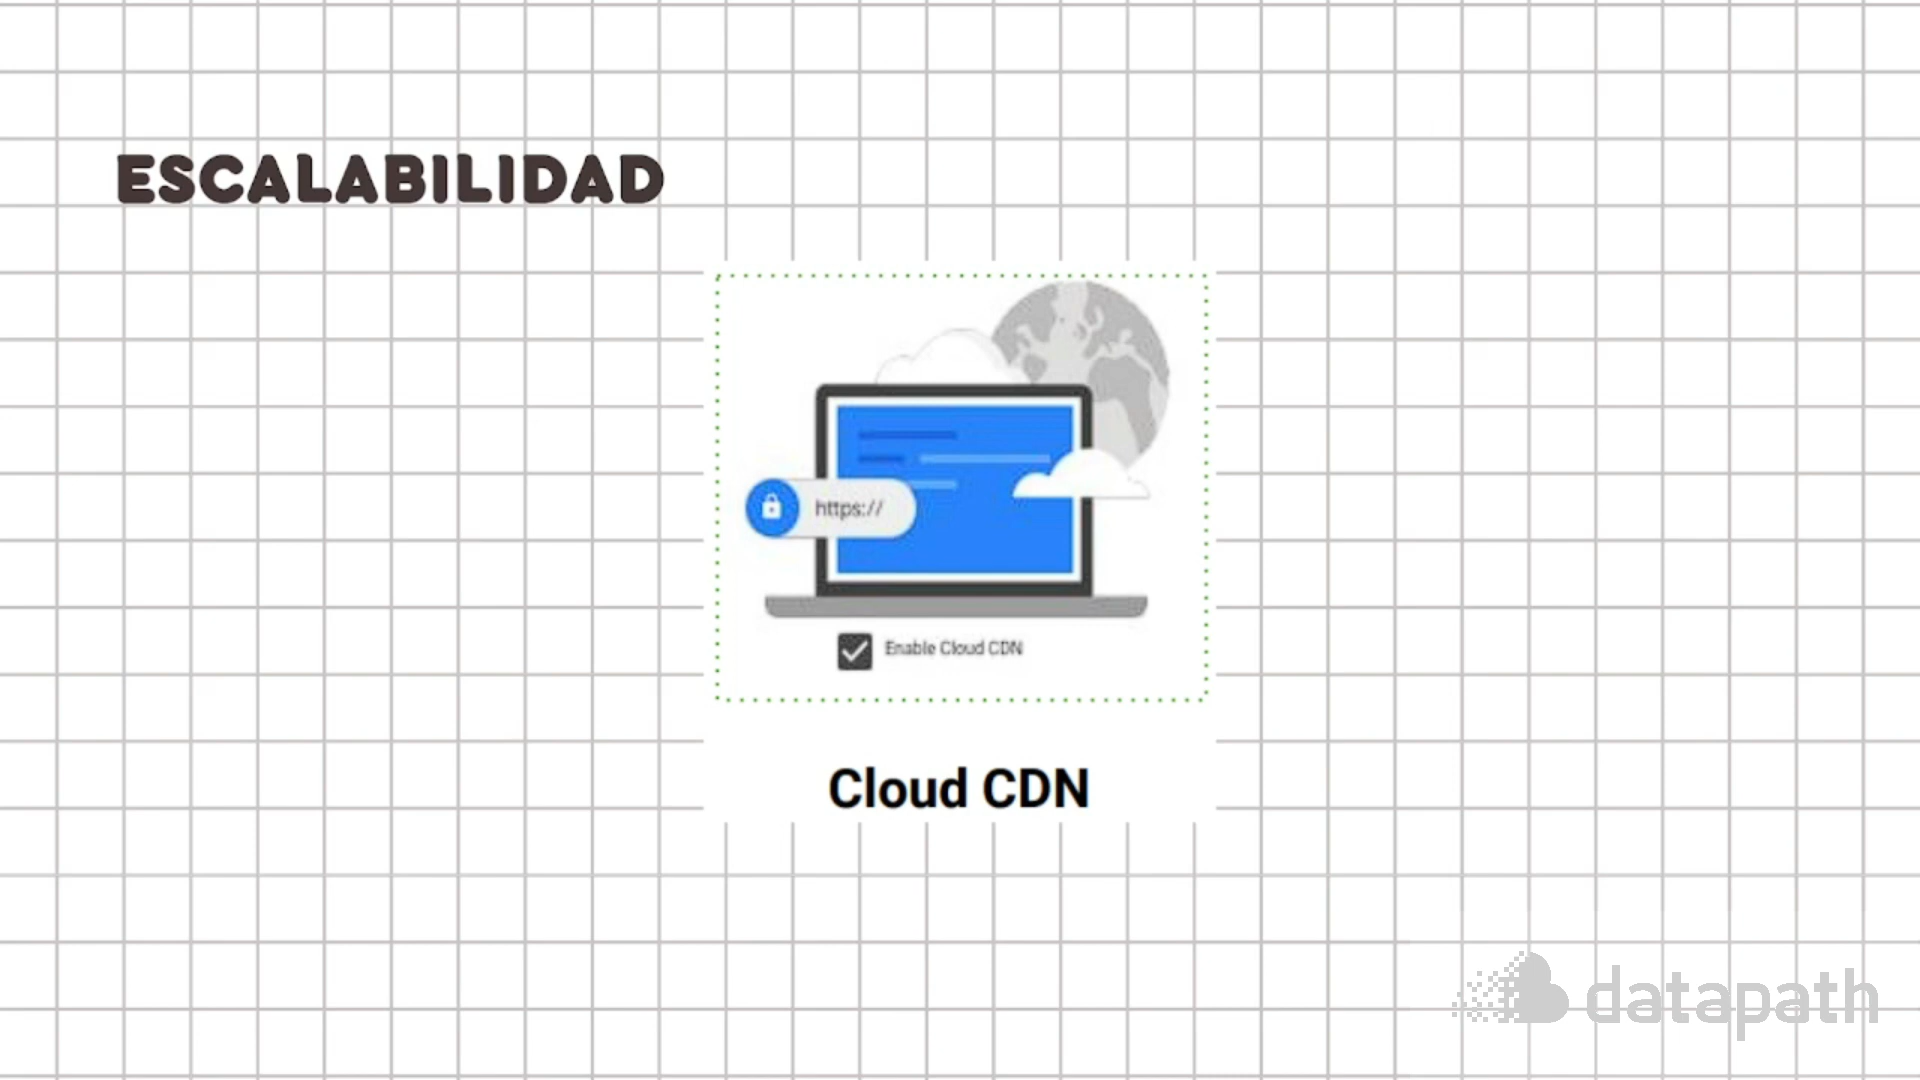 ESCALABILIDAD
https://
Enable Cloud CDN
Cloud CDN
datapath